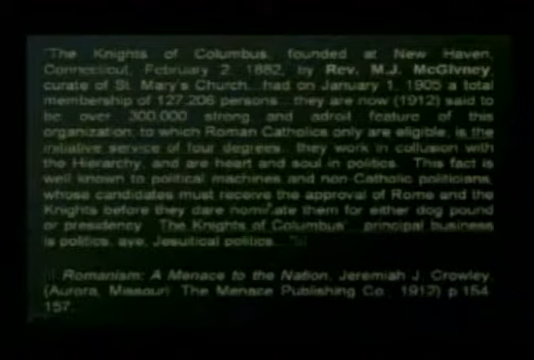 "The Knights of Columbus, founded at New Haven,
Connecticut, February 2, 1882, by Rev. M.J. McGivney,
curate of St. Mary's Church...had on January 1, 1905 a total
membership of 127,206 persons...they are now (1912) said to
be over 300,000 strong and adroit feature of this
organization, to which Roman Catholics only are eligible, is the
initiative service of four degrees...they work in collusion with
the Hierarchy, and are heart and soul in politics. This fact is
well known to political machines and non-Catholic politicians,
whose candidates must receive the approval of Rome and the
Knights before they dare nominate them for either dog pound
or presidency. The Knights of Columbus' principal business
is politics, aye, Jesuitical politics..."
Romanism: A Menace to the Nation, Jeremiah J. Crowley,
(Aurora, Missouri: The Menace Publishing Co., 1912) p.154-
157.